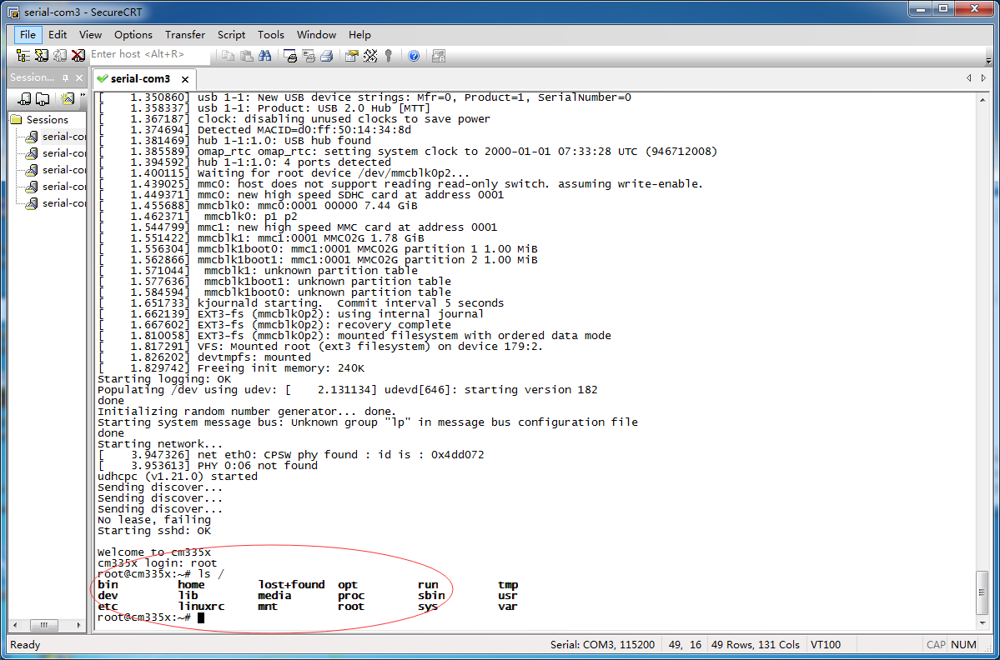 serial-com3 - SecureCRT
File Edit View Options Transfer Script Tools Window Help
Enter host <Alt+R>
Session...
serial-com3
Sessions
serial-co
serial-co
serial-co
serial-co
serial-co
[    1.350860] usb 1-1: New USB device strings: Mfr=0, Product=1, SerialNumber=0
[    1.358337] usb 1-1: Product: USB 2.0 Hub [MTT]
[    1.367187] clock: disabling unused clocks to save power
[    1.374694] Detected MACID=d0:ff:50:14:34:8d
[    1.381469] hub 1-1:1.0: USB hub found
[    1.385589] omap_rtc omap_rtc: setting system clock to 2000-01-01 07:33:28 UTC (946712008)
[    1.394592] hub 1-1:1.0: 4 ports detected
[    1.400115] Waiting for root device /dev/mmcblk0p2...
[    1.439025] mmc0: host does not support reading read-only switch. assuming write-enable.
[    1.449371] mmc0: new high speed SDHC card at address 0001
[    1.455688] mmcblk0: mmc0:0001 00000 7.44 GiB
[    1.462371]  mmcblk0: p1 p2
[    1.544799] mmc1: new high speed MMC card at address 0001
[    1.551422] mmcblk1: mmc1:0001 MMC02G 1.78 GiB
[    1.556304] mmcblk1boot0: mmc1:0001 MMC02G partition 1 1.00 MiB
[    1.562866] mmcblk1boot1: mmc1:0001 MMC02G partition 2 1.00 MiB
[    1.571044]  mmcblk1: unknown partition table
[    1.577636]  mmcblk1boot1: unknown partition table
[    1.584594]  mmcblk1boot0: unknown partition table
[    1.651733] kjournald starting.  Commit interval 5 seconds
[    1.662139] EXT3-fs (mmcblk0p2): using internal journal
[    1.667602] EXT3-fs (mmcblk0p2): recovery complete
[    1.810058] EXT3-fs (mmcblk0p2): mounted filesystem with ordered data mode
[    1.817291] VFS: Mounted root (ext3 filesystem) on device 179:2.
[    1.826202] devtmpfs: mounted
[    1.829742] Freeing init memory: 240K
Starting logging: OK
Populating /dev using udev: [    2.131134] udevd[646]: starting version 182
done
Initializing random number generator... done.
Starting system message bus: Unknown group "lp" in message bus configuration file
done
Starting network...
[    3.947326] net eth0: CPSW phy found : id is : 0x4dd072
[    3.953613] PHY 0:06 not found
udhcpc (v1.21.0) started
Sending discover...
Sending discover...
Sending discover...
No lease, failing
Starting sshd: OK
Welcome to cm335x
cm335x login: root
root@cm335x:~# ls /
bin home lost+found opt run tmp
dev lib media proc sbin usr
etc linuxrc mnt root sys var
root@cm335x:~#
Ready Serial: COM3, 115200 49, 16 49 Rows, 131 Cols VT100 CAP NUM